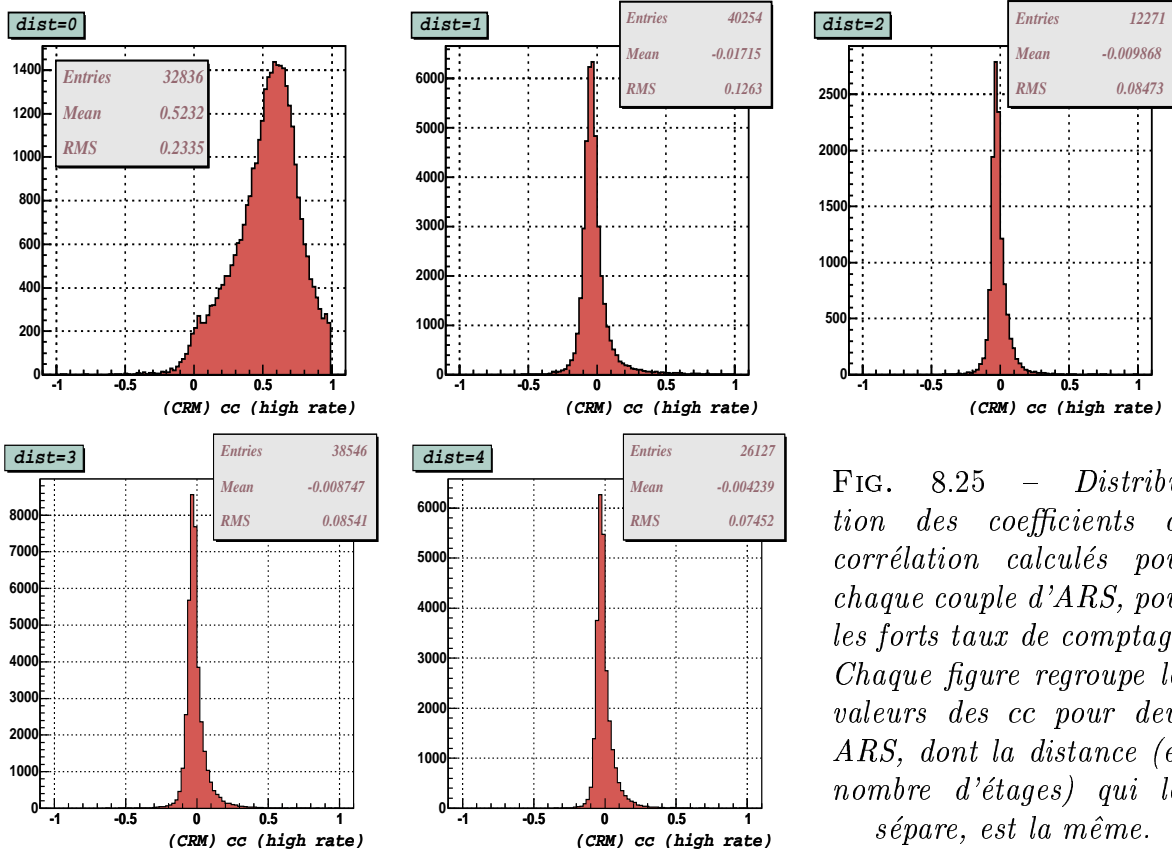 dist=0
Entries 32836
Mean 0.5232
RMS 0.2335
1400
1200
1000
800
600
400
200
0
-1 -0.5 0 0.5 1
(CRM) cc (high rate)
dist=1
Entries 40254
Mean -0.01715
RMS 0.1263
6000
5000
4000
3000
2000
1000
0
-1 -0.5 0 0.5 1
(CRM) cc (high rate)
dist=2
Entries 12271
Mean -0.009868
RMS 0.08473
2500
2000
1500
1000
500
0
-1 -0.5 0 0.5 1
(CRM) cc (high rate)
dist=3
Entries 38546
Mean -0.008747
RMS 0.08541
8000
7000
6000
5000
4000
3000
2000
1000
0
-1 -0.5 0 0.5 1
(CRM) cc (high rate)
dist=4
Entries 26127
Mean -0.004239
RMS 0.07452
6000
5000
4000
3000
2000
1000
0
-1 -0.5 0 0.5 1
(CRM) cc (high rate)
FIG. 8.25 – Distribu
tion des coefficients
corrélation calculés pou
chaque couple d'ARS, pou
les forts taux de comptag
Chaque figure regroupe
valeurs des cc pour deu
ARS, dont la distance (e
nombre d'étages) qui
sépare, est la même.